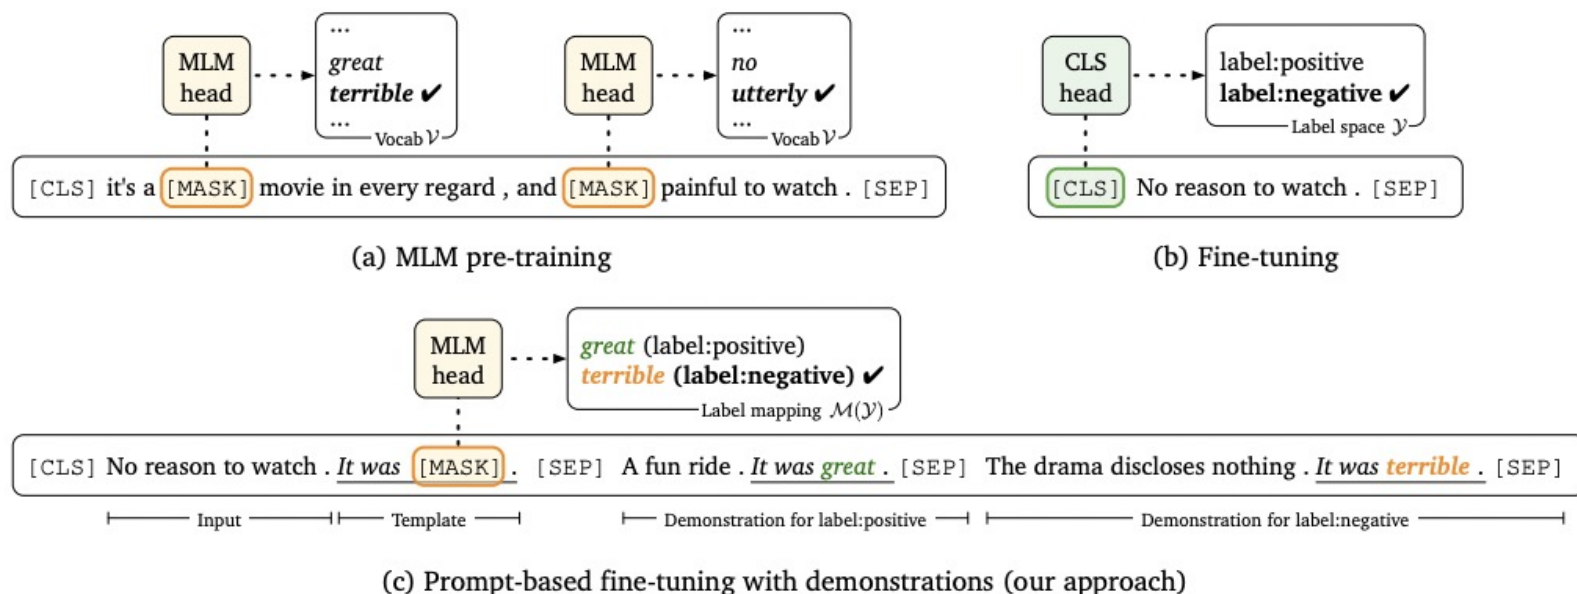 MLM
head
...
great
terrible ✔
...
Vocab 𝒱
MLM
head
...
no
utterly ✔
...
Vocab 𝒱
CLS
head
label:positive
label:negative ✔
Label space 𝒴
[CLS] it's a [MASK] movie in every regard , and [MASK] painful to watch . [SEP]
[CLS] No reason to watch . [SEP]
(a) MLM pre-training
(b) Fine-tuning
MLM
head
great (label:positive)
terrible (label:negative) ✔
Label mapping ℳ(𝒴)
[CLS] No reason to watch . It was [MASK] . [SEP] A fun ride . It was great . [SEP] The drama discloses nothing . It was terrible . [SEP]
Input
Template
Demonstration for label:positive
Demonstration for label:negative
(c) Prompt-based fine-tuning with demonstrations (our approach)